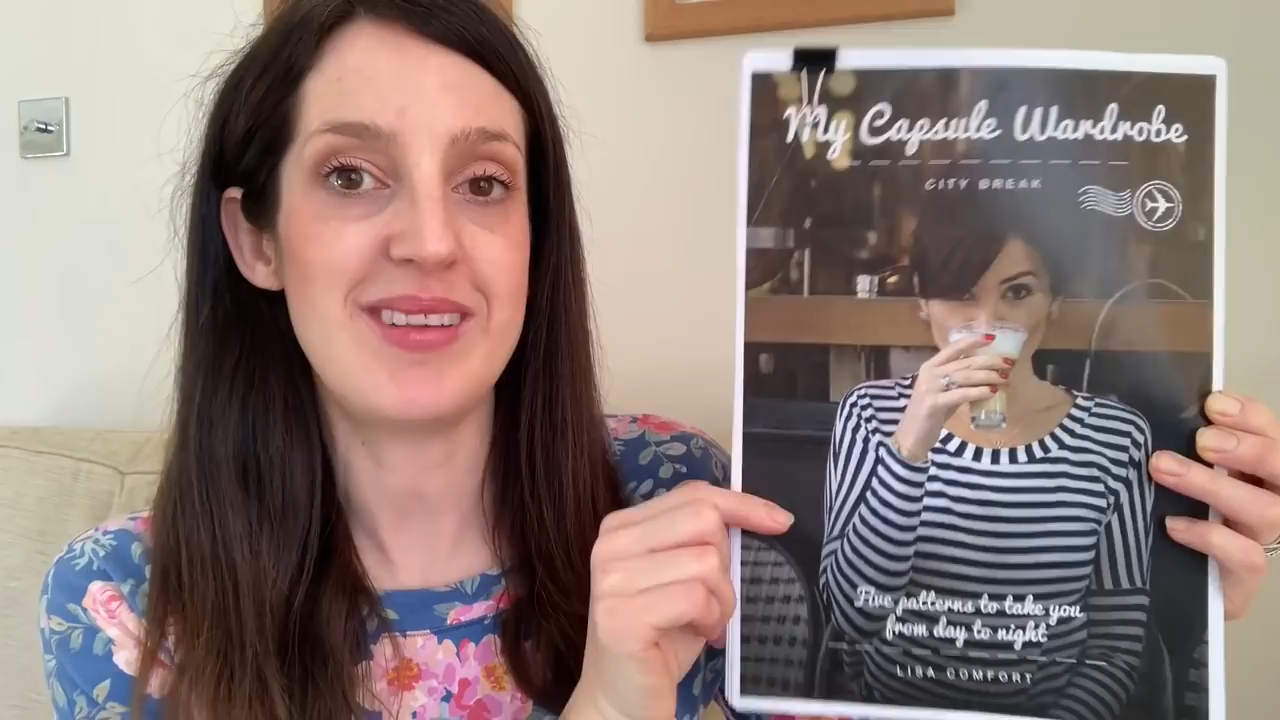 My Capsule Wardrobe
CITY BREAK
Five patterns to take you
from day to night
LISA COMFORT